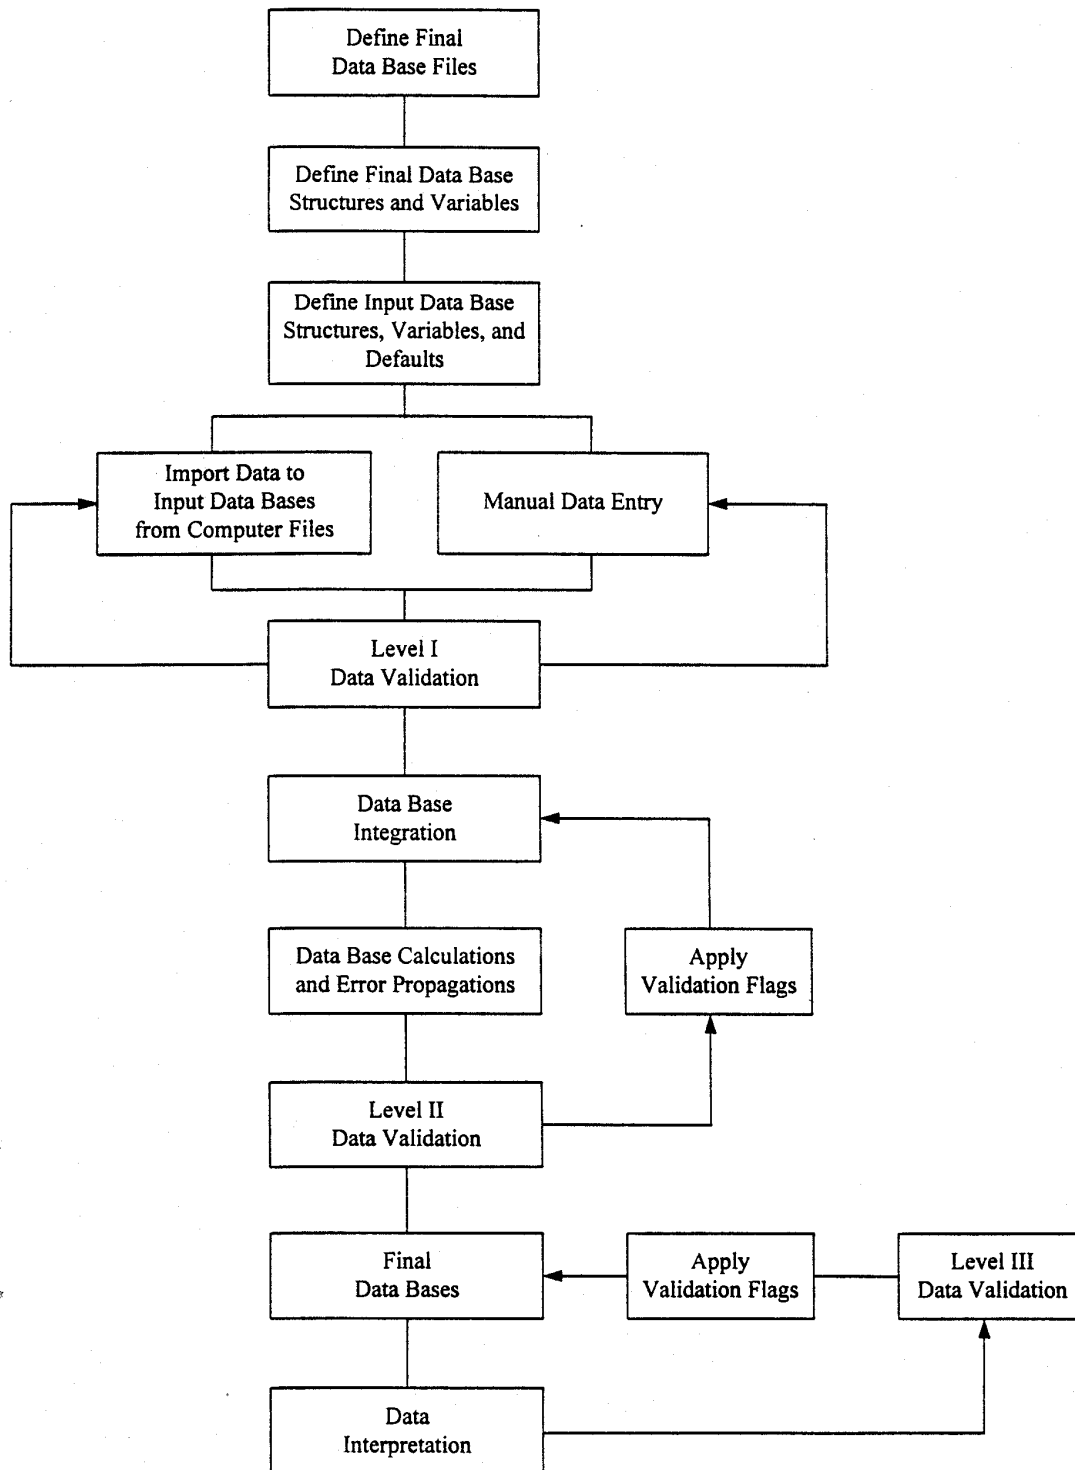 Define Final
Data Base Files
Define Final Data Base
Structures and Variables
Define Input Data Base
Structures, Variables, and
Defaults
Import Data to
Input Data Bases
from Computer Files
Manual Data Entry
Level I
Data Validation
Data Base
Integration
Data Base Calculations
and Error Propagations
Apply
Validation Flags
Level II
Data Validation
Final
Data Bases
Apply
Validation Flags
Level III
Data Validation
Data
Interpretation